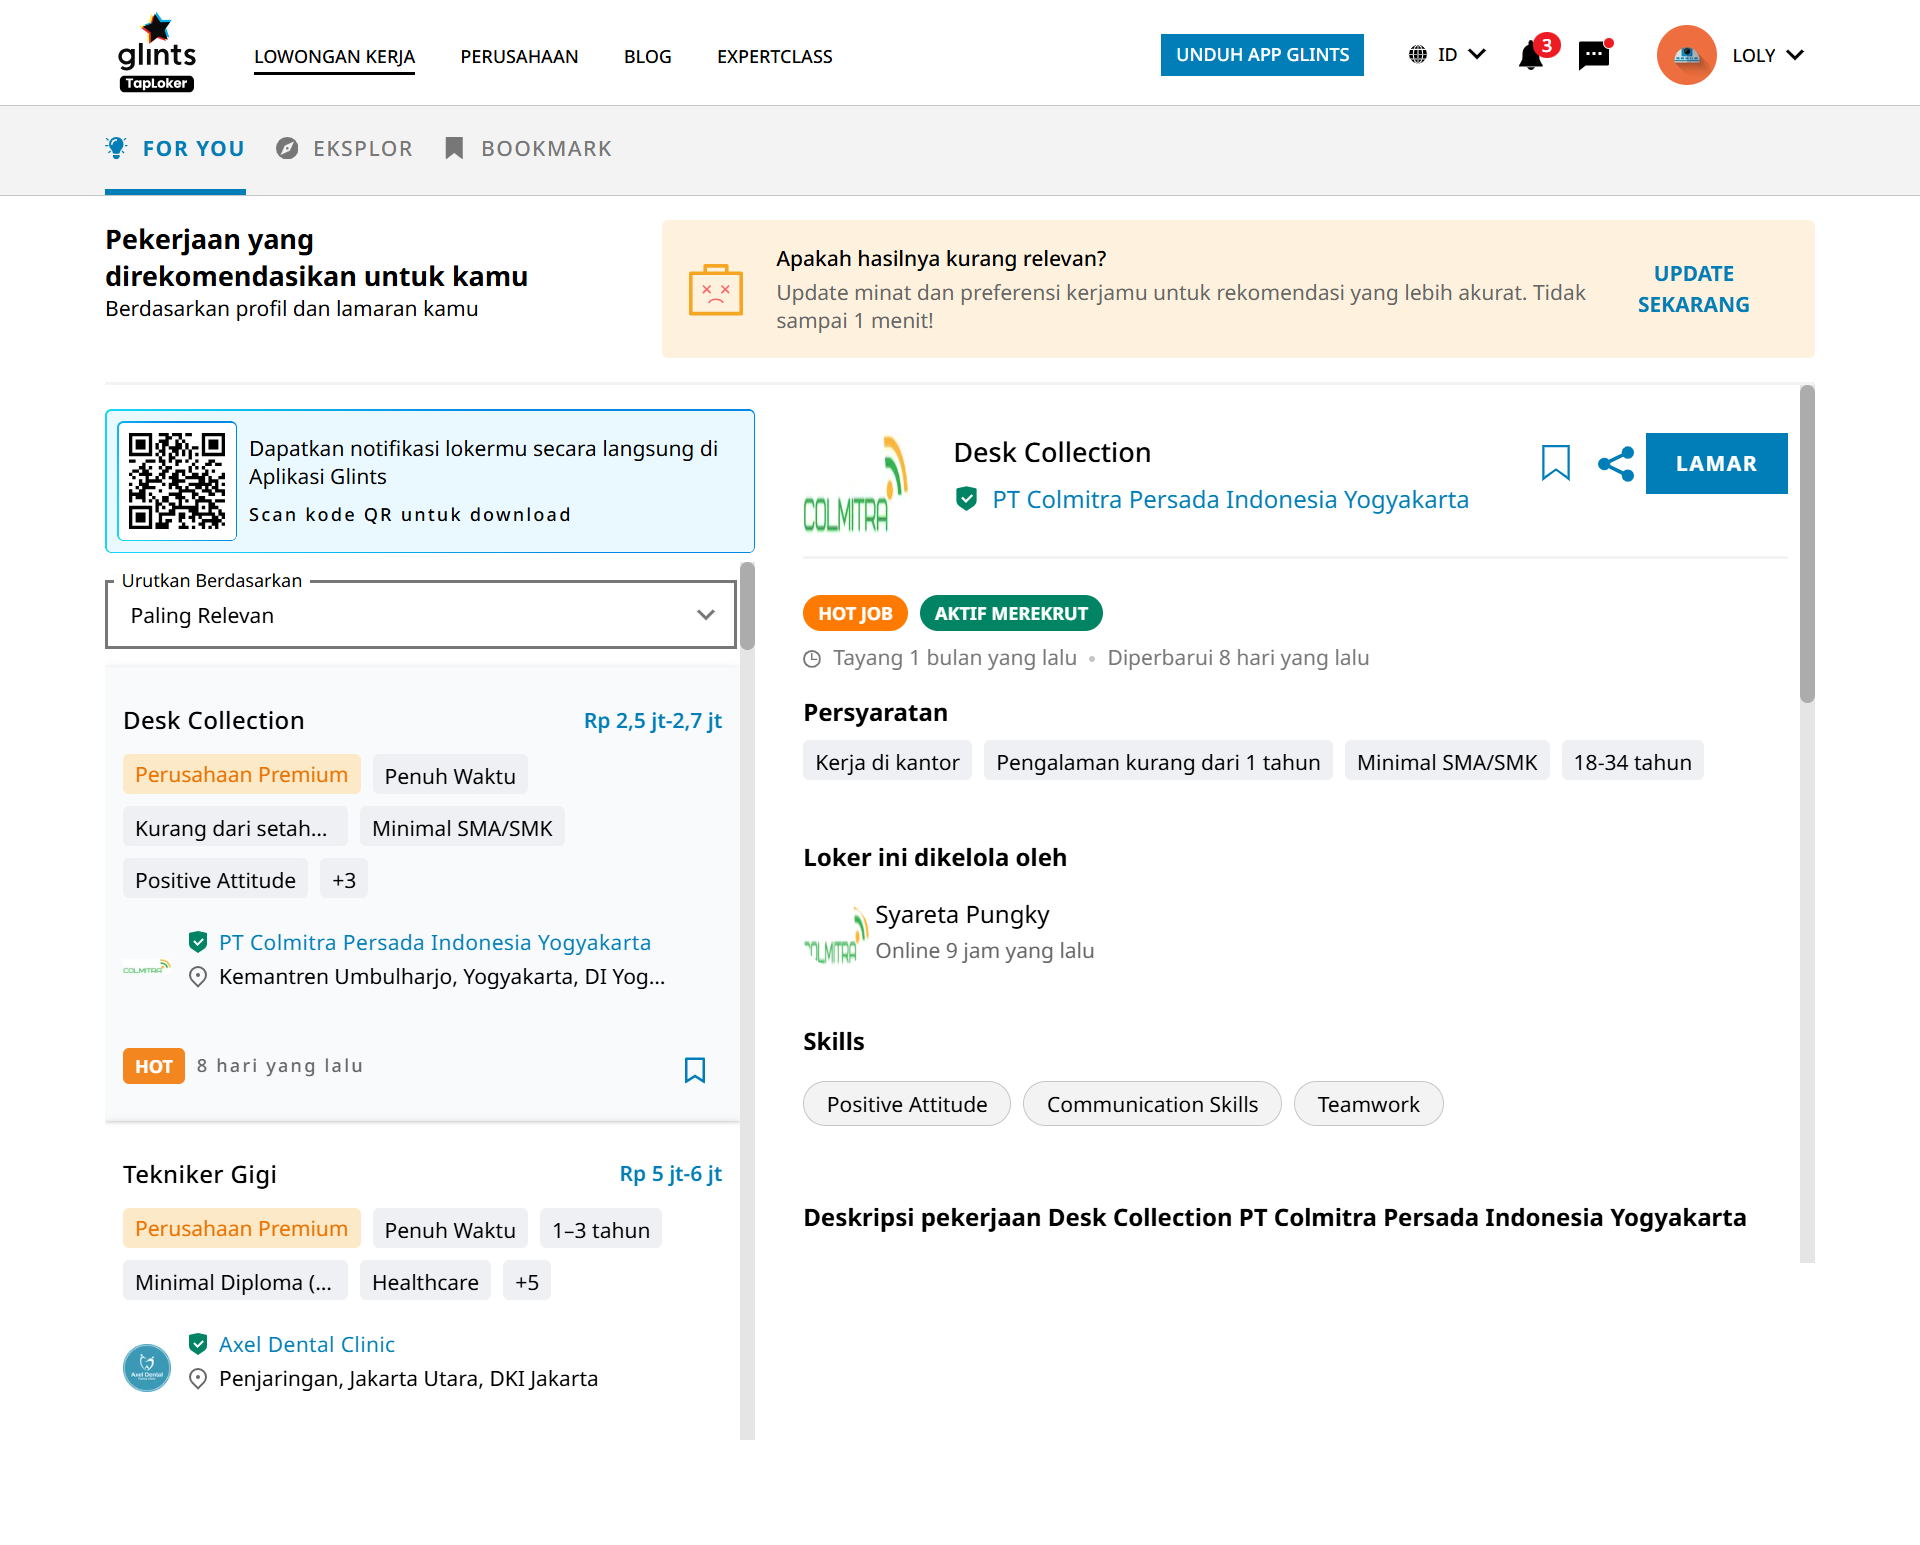 glints
TapLoker
LOWONGAN KERJA
PERUSAHAAN
BLOG
EXPERTCLASS
UNDUH APP GLINTS
ID
3
LOLY
FOR YOU
EKSPLOR
BOOKMARK
Pekerjaan yang
direkomendasikan untuk kamu
Berdasarkan profil dan lamaran kamu
Apakah hasilnya kurang relevan?
Update minat dan preferensi kerjamu untuk rekomendasi yang lebih akurat. Tidak
sampai 1 menit!
UPDATE
SEKARANG
Dapatkan notifikasi lokermu secara langsung di
Aplikasi Glints
Scan kode QR untuk download
Urutkan Berdasarkan
Paling Relevan
Desk Collection
Rp 2,5 jt-2,7 jt
Perusahaan Premium
Penuh Waktu
Kurang dari setah...
Minimal SMA/SMK
Positive Attitude
+3
COLMITRA
PT Colmitra Persada Indonesia Yogyakarta
Kemantren Umbulharjo, Yogyakarta, DI Yog...
HOT
8 hari yang lalu
Tekniker Gigi
Rp 5 jt-6 jt
Perusahaan Premium
Penuh Waktu
1–3 tahun
Minimal Diploma (...
Healthcare
+5
Axel Dental
Axel Dental Clinic
Penjaringan, Jakarta Utara, DKI Jakarta
COLMITRA
Desk Collection
PT Colmitra Persada Indonesia Yogyakarta
LAMAR
HOT JOB
AKTIF MEREKRUT
Tayang 1 bulan yang lalu • Diperbarui 8 hari yang lalu
Persyaratan
Kerja di kantor
Pengalaman kurang dari 1 tahun
Minimal SMA/SMK
18-34 tahun
Loker ini dikelola oleh
COLMITRA
Syareta Pungky
Online 9 jam yang lalu
Skills
Positive Attitude
Communication Skills
Teamwork
Deskripsi pekerjaan Desk Collection PT Colmitra Persada Indonesia Yogyakarta